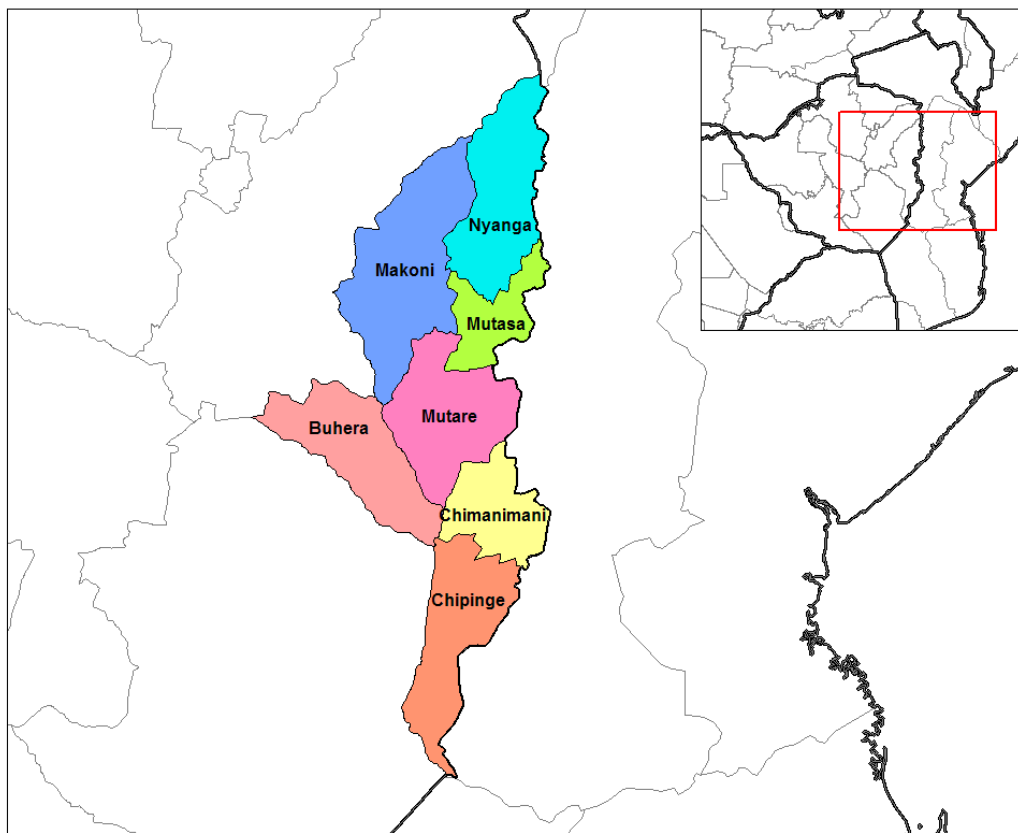 Nyanga
Makoni
Mutasa
Mutare
Buhera
Chimanimani
Chipinge